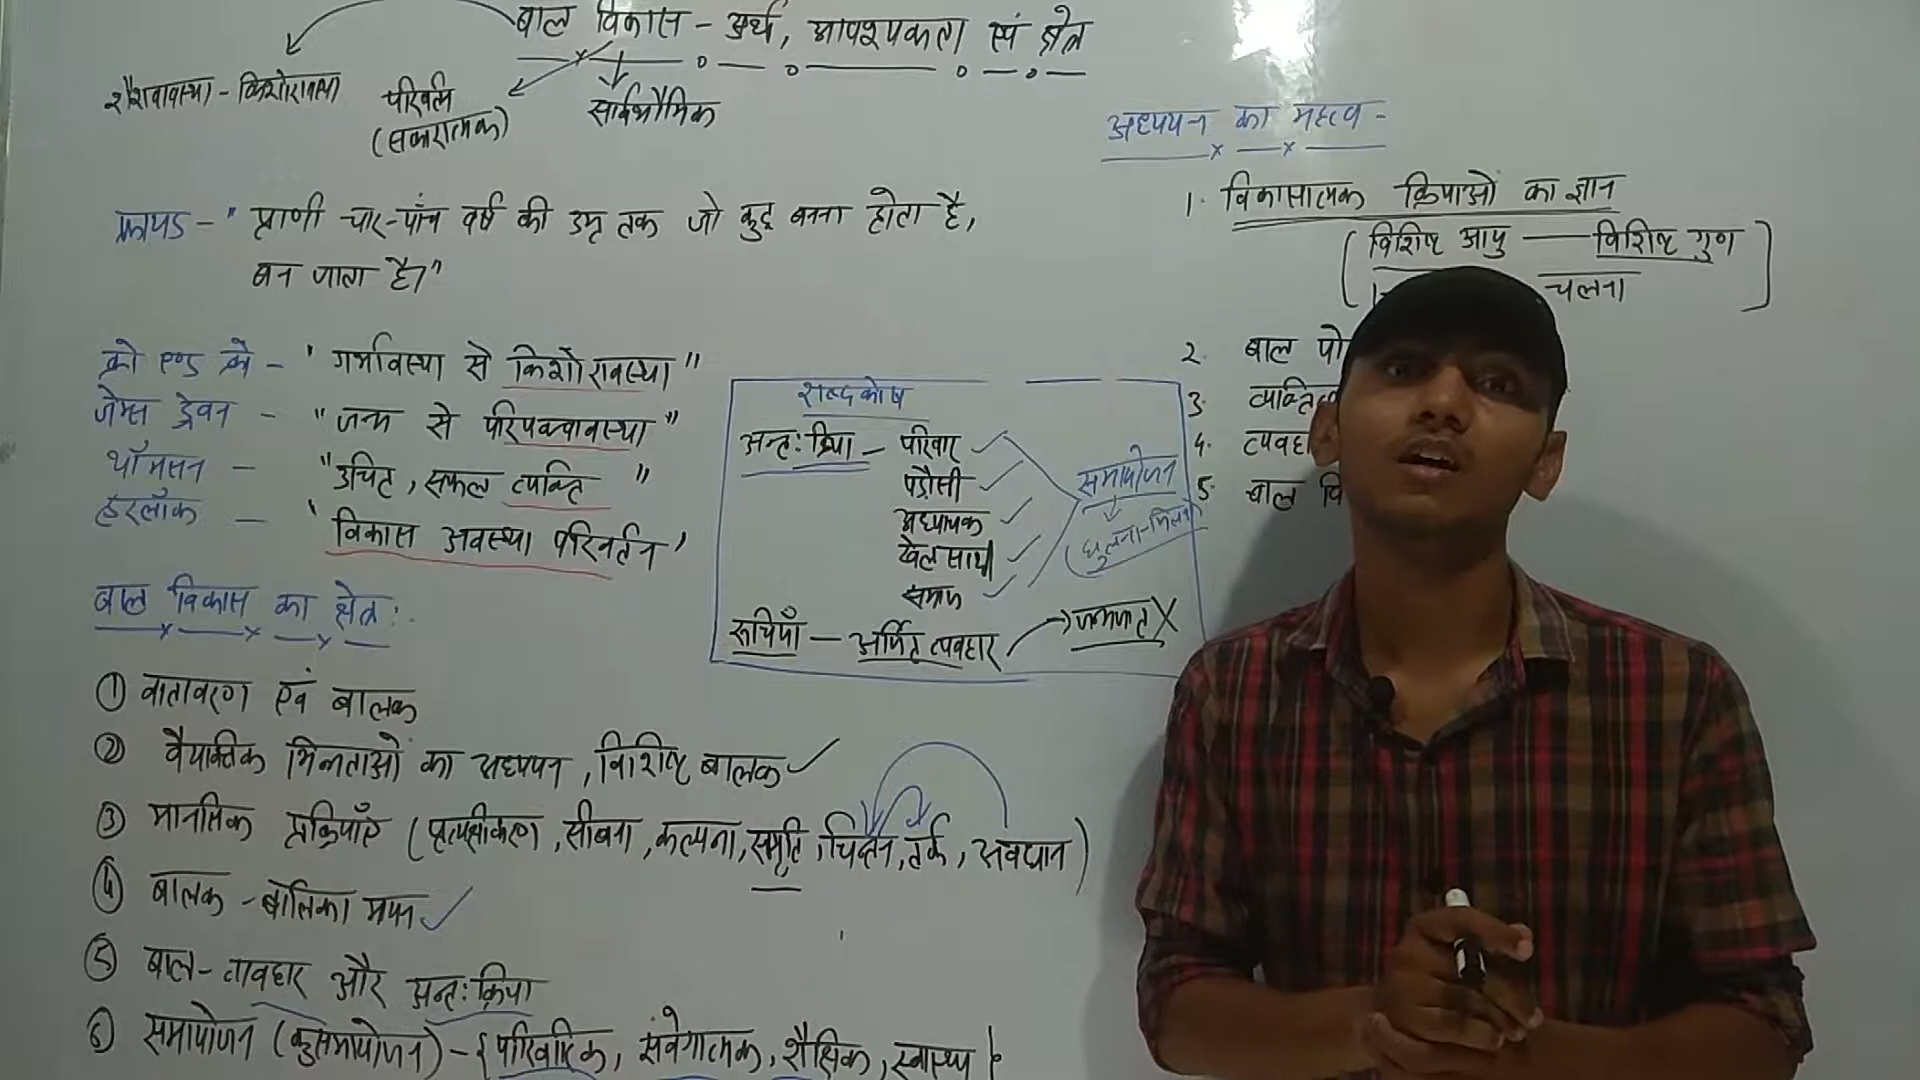 बाल विकास - अर्थ, आवश्यकता एवं क्षेत्र
शैशवावस्था - किशोरावस्था
परिवर्तन
(सकारात्मक)
सार्वभौमिक
फ्रायड - " प्राणी चार-पाँच वर्ष की उम्र तक जो कुछ बनना होता है,
बन जाता है।"
क्रो एण्ड क्रो - " गर्भावस्था से किशोरावस्था "
जेम्स ड्रेवर - " जन्म से परिपक्वावस्था "
थॉमसन - " उचित, सफल व्यक्ति "
हरलॉक - ' विकास अवस्था परिवर्तन '
बाल विकास का क्षेत्र :
① वातावरण एवं बालक
② वैयक्तिक भिन्नताओं का अध्ययन, विशिष्ट बालक ✓
③ मानसिक प्रक्रियाएँ (प्रत्यक्षीकरण, सीखना, कल्पना, स्मृति, चिंतन, तर्क, अवधान)
④ बालक - बालिका मापन ✓
⑤ बाल - व्यवहार और अन्तः क्रिया
⑥ समायोजन (कुसमायोजन) - { पारिवारिक, संवेगात्मक, शैक्षिक, स्वास्थ्य }
शब्दकोष
अन्तः क्रिया - परिवार ✓
पड़ौसी ✓
अध्यापक ✓
खेल साथी ✓
समाज ✓
समायोजन
(घुलना-मिलना)
रूचियाँ - अर्जित व्यवहार → जन्मजात X
अध्ययन का महत्व -
1. विकासात्मक क्रियाओं का ज्ञान
(विशिष्ट आयु — विशिष्ट गुण
चलना)
2. बाल
3.
4.
5. बाल